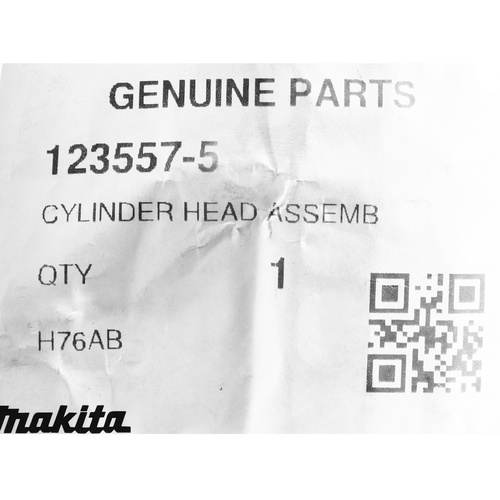 GENUINE PARTS
123557-5
CYLINDER HEAD ASSEMB
QTY 1
H76AB
makita